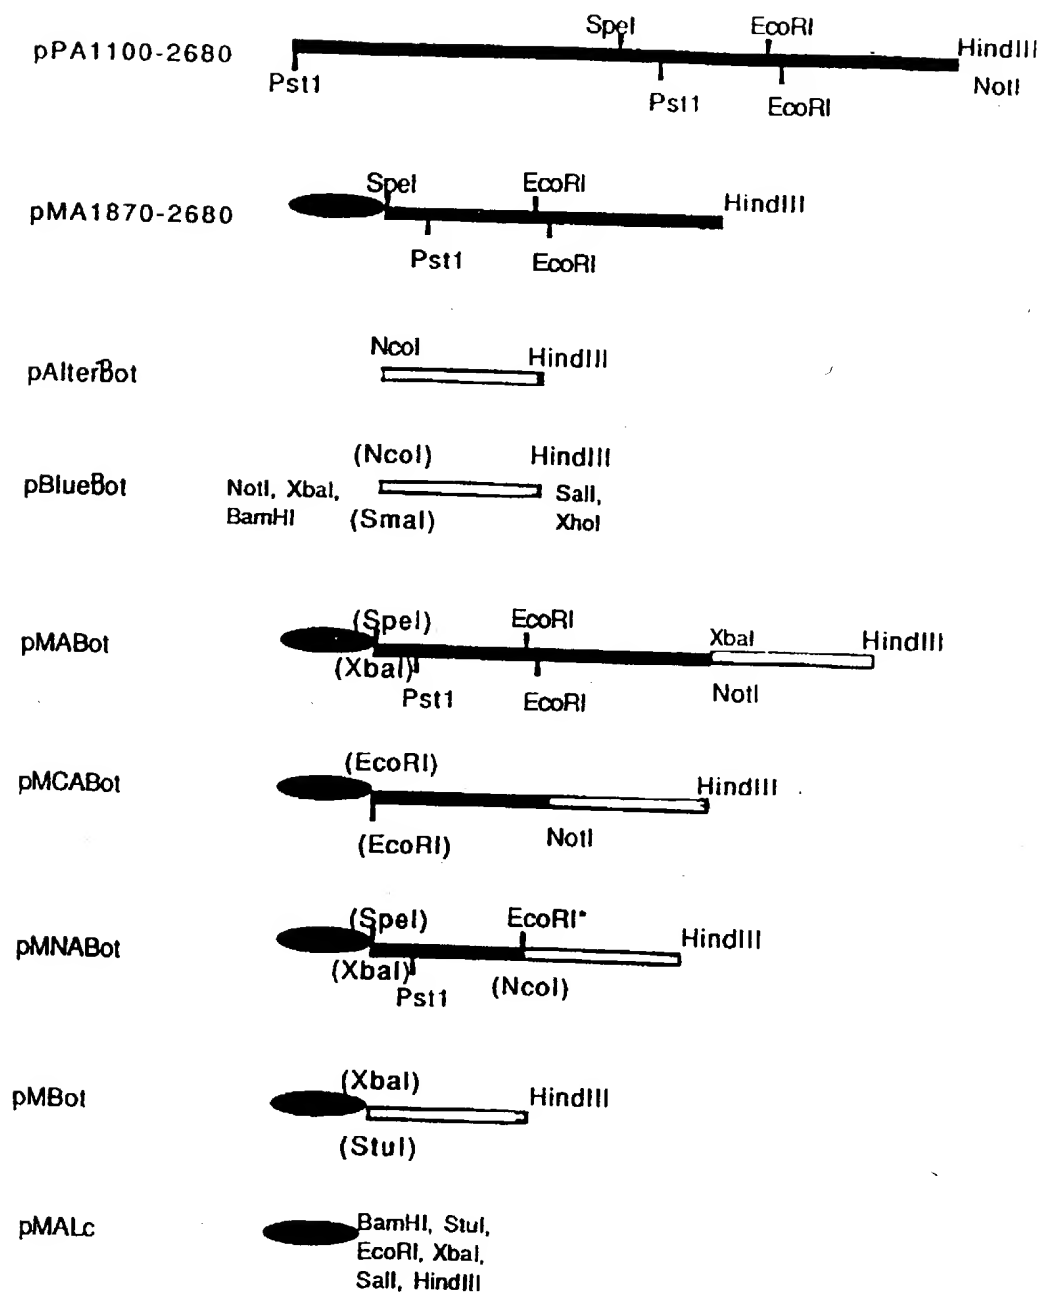 pPA1100-2680
SpeI
EcoRI
HindIII
Pst1
Pst1
EcoRI
NotI
pMA1870-2680
SpeI
EcoRI
HindIII
Pst1
EcoRI
pAlterBot
NcoI
HindIII
pBlueBot
(NcoI)
HindIII
NotI, XbaI,
BamHI
(SmaI)
SalI,
XhoI
pMABot
(SpeI)
EcoRI
XbaI
HindIII
(XbaI)
Pst1
EcoRI
NotI
pMCABot
(EcoRI)
HindIII
(EcoRI)
NotI
pMNABot
(SpeI)
EcoRI*
HindIII
(XbaI)
Pst1
(NcoI)
pMBot
(XbaI)
HindIII
(StuI)
pMALc
BamHI, StuI,
EcoRI, XbaI,
SalI, HindIII